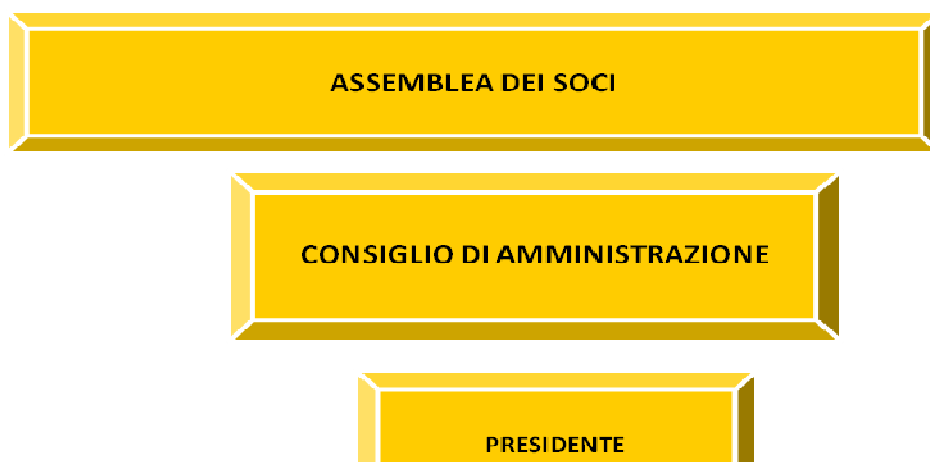 ASSEMBLEA DEI SOCI
CONSIGLIO DI AMMINISTRAZIONE
PRESIDENTE